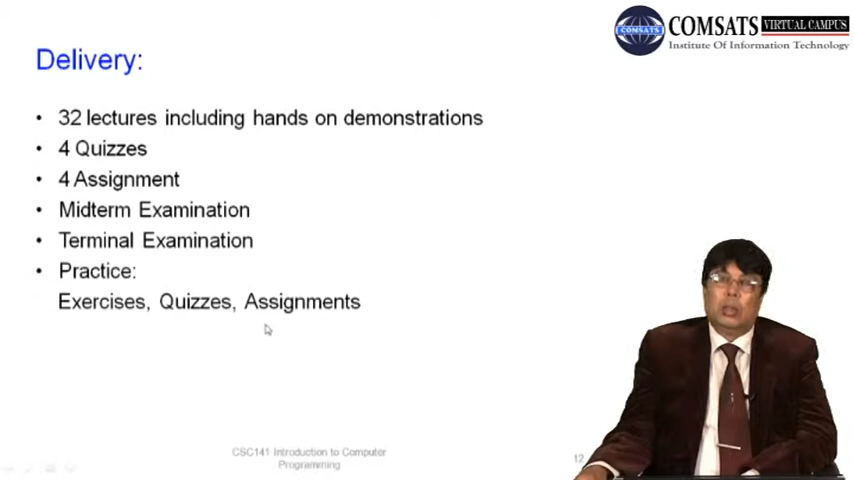 COMSATS
COMSATS VIRTUAL CAMPUS
Institute Of Information Technology
Delivery:
• 32 lectures including hands on demonstrations
• 4 Quizzes
• 4 Assignment
• Midterm Examination
• Terminal Examination
• Practice:
Exercises, Quizzes, Assignments
CSC141 Introduction to Computer
Programming
12